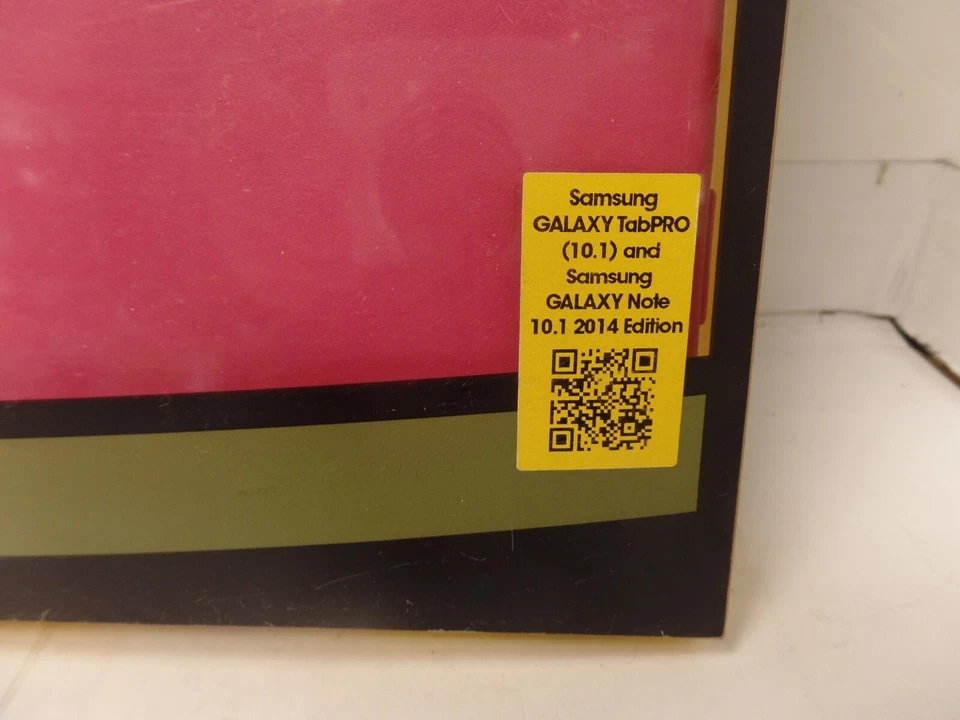 Samsung
GALAXY TabPRO
(10.1) and
Samsung
GALAXY Note
10.1 2014 Edition